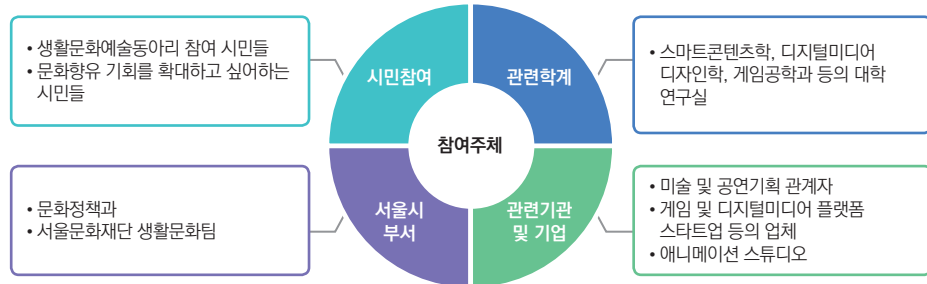 • 생활문화예술동아리 참여 시민들
• 문화향유 기회를 확대하고 싶어하는
시민들
시민참여
관련학계
• 스마트콘텐츠학, 디지털미디어
디자인학, 게임공학과 등의 대학
연구실
참여주체
• 문화정책과
• 서울문화재단 생활문화팀
서울시
부서
관련기관
및 기업
• 미술 및 공연기획 관계자
• 게임 및 디지털미디어 플랫폼
스타트업 등의 업체
• 애니메이션 스튜디오